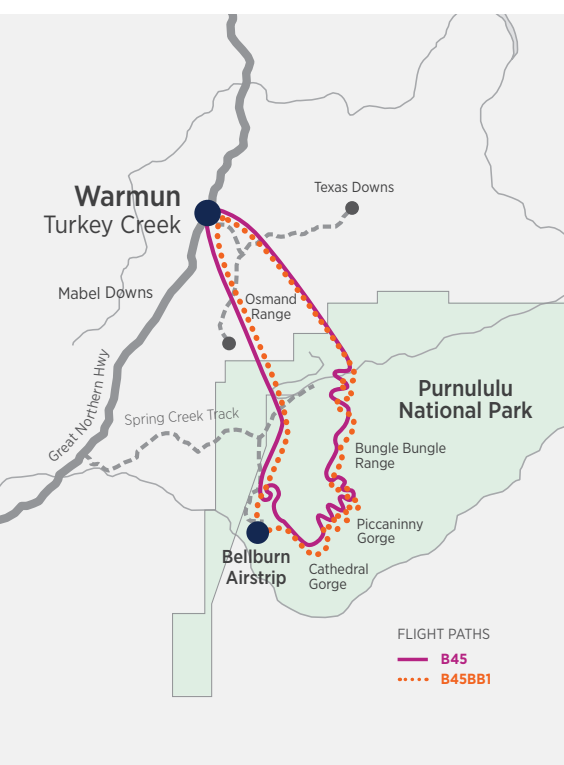 Texas Downs
Warmun
Turkey Creek
Mabel Downs
Osmand
Range
Great Northern Hwy
Spring Creek Track
Purnululu
National Park
Bungle Bungle
Range
Piccaninny
Gorge
Bellburn
Airstrip
Cathedral
Gorge
FLIGHT PATHS
B45
B45BB1